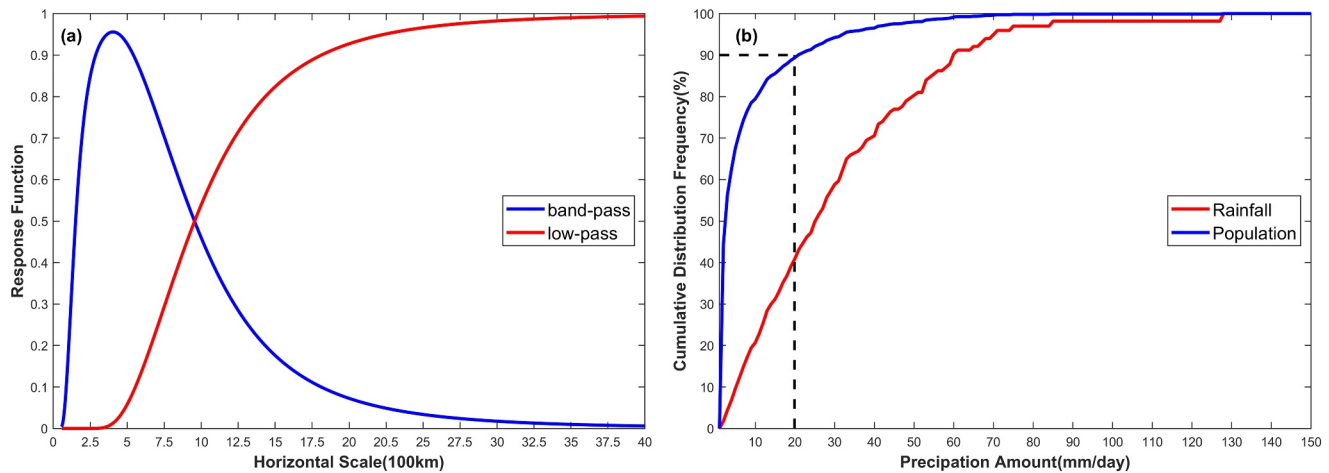 (a)
Response Function
1
0.9
0.8
0.7
0.6
0.5
0.4
0.3
0.2
0.1
0
band-pass
low-pass
0 2.5 5 7.5 10 12.5 15 17.5 20 22.5 25 27.5 30 32.5 35 37.5 40
Horizontal Scale(100km)
(b)
Cumulative Distribution Frequency(%)
100
90
80
70
60
50
40
30
20
10
0
Rainfall
Population
10 20 30 40 50 60 70 80 90 100 110 120 130 140 150
Precipation Amount(mm/day)